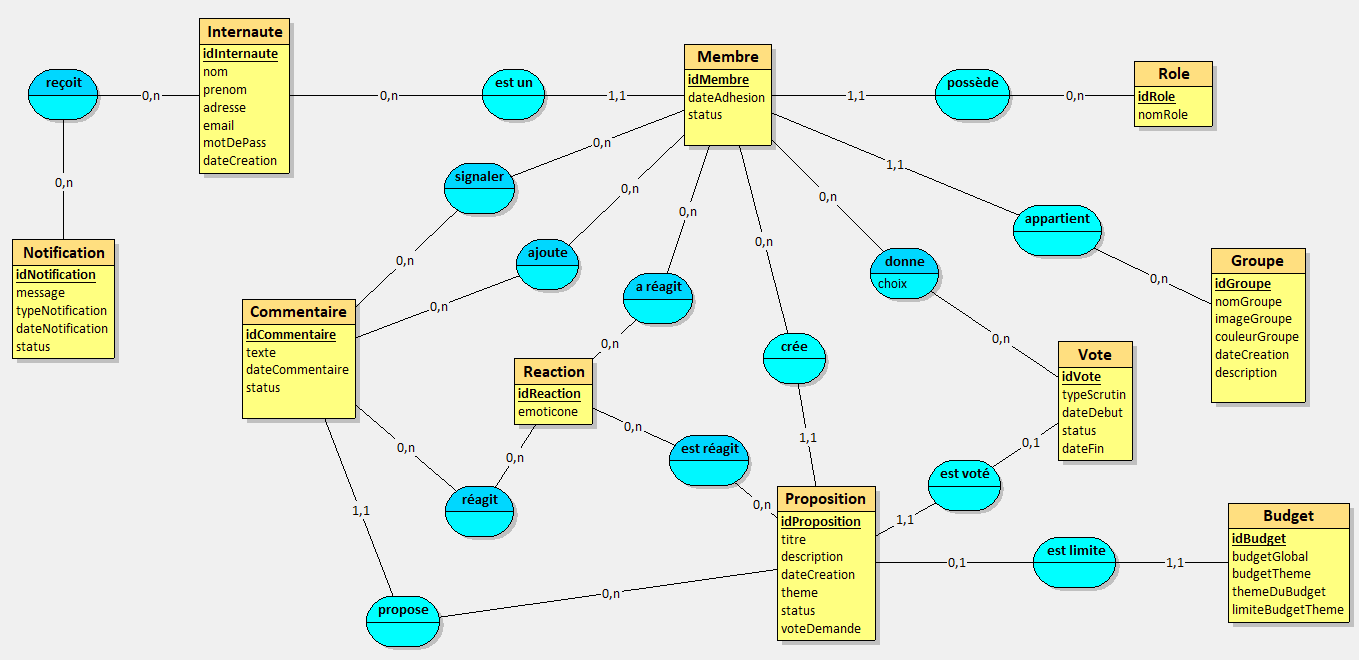 Internaute
idInternaute
nom
prenom
adresse
email
motDePass
dateCreation
reçoit
0,n
0,n
Notification
idNotification
message
typeNotification
dateNotification
status
0,n
est un
1,1
Membre
idMembre
dateAdhesion
status
1,1
possède
0,n
Role
idRole
nomRole
0,n
signaler
0,n
0,n
ajoute
0,n
0,n
a réagit
0,n
0,n
crée
1,1
0,n
donne
choix
0,n
1,1
appartient
0,n
Groupe
idGroupe
nomGroupe
imageGroupe
couleurGroupe
dateCreation
description
Commentaire
idCommentaire
texte
dateCommentaire
status
Reaction
idReaction
emoticone
Vote
idVote
typeScrutin
dateDebut
status
dateFin
0,n
réagit
0,n
0,n
est réagit
0,n
0,1
est voté
1,1
1,1
propose
0,n
Proposition
idProposition
titre
description
dateCreation
theme
status
voteDemande
0,1
est limite
1,1
Budget
idBudget
budgetGlobal
budgetTheme
themeDuBudget
limiteBudgetTheme